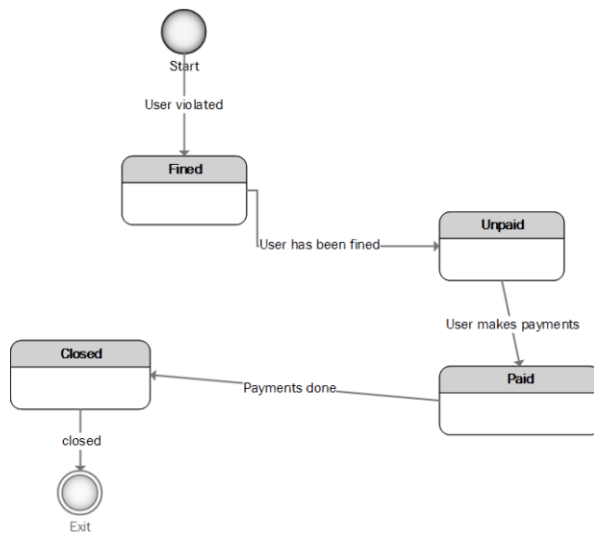 Start
User violated
Fined
User has been fined
Unpaid
User makes payments
Paid
Payments done
Closed
closed
Exit